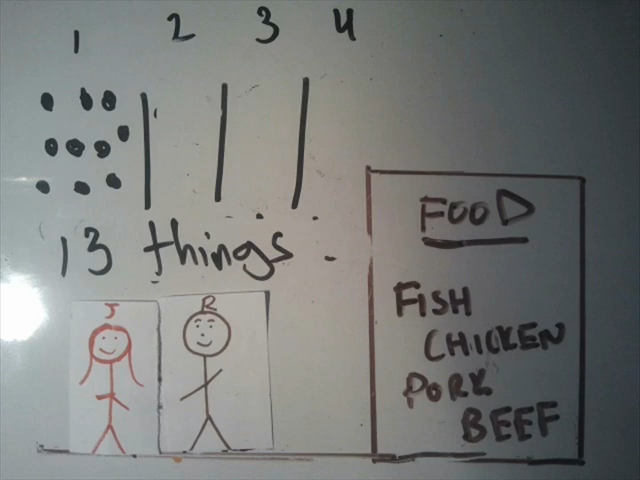 1 2 3 4
13 things.
J R
FOOD
FISH
CHICKEN
PORK
BEEF